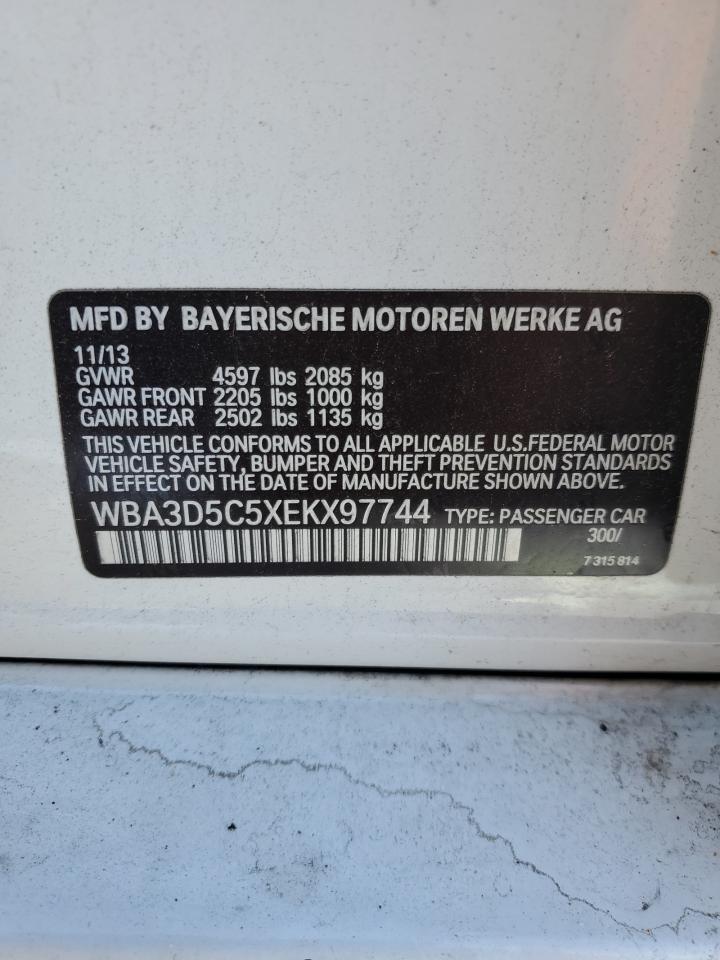 MFD BY BAYERISCHE MOTOREN WERKE AG
11/13
GVWR 4597 lbs 2085 kg
GAWR FRONT 2205 lbs 1000 kg
GAWR REAR 2502 lbs 1135 kg
THIS VEHICLE CONFORMS TO ALL APPLICABLE U.S.FEDERAL MOTOR
VEHICLE SAFETY, BUMPER AND THEFT PREVENTION STANDARDS
IN EFFECT ON THE DATE OF MANUFACTURE SHOWN ABOVE.
WBA3D5C5XEKX97744 TYPE: PASSENGER CAR
300/
7 315 814